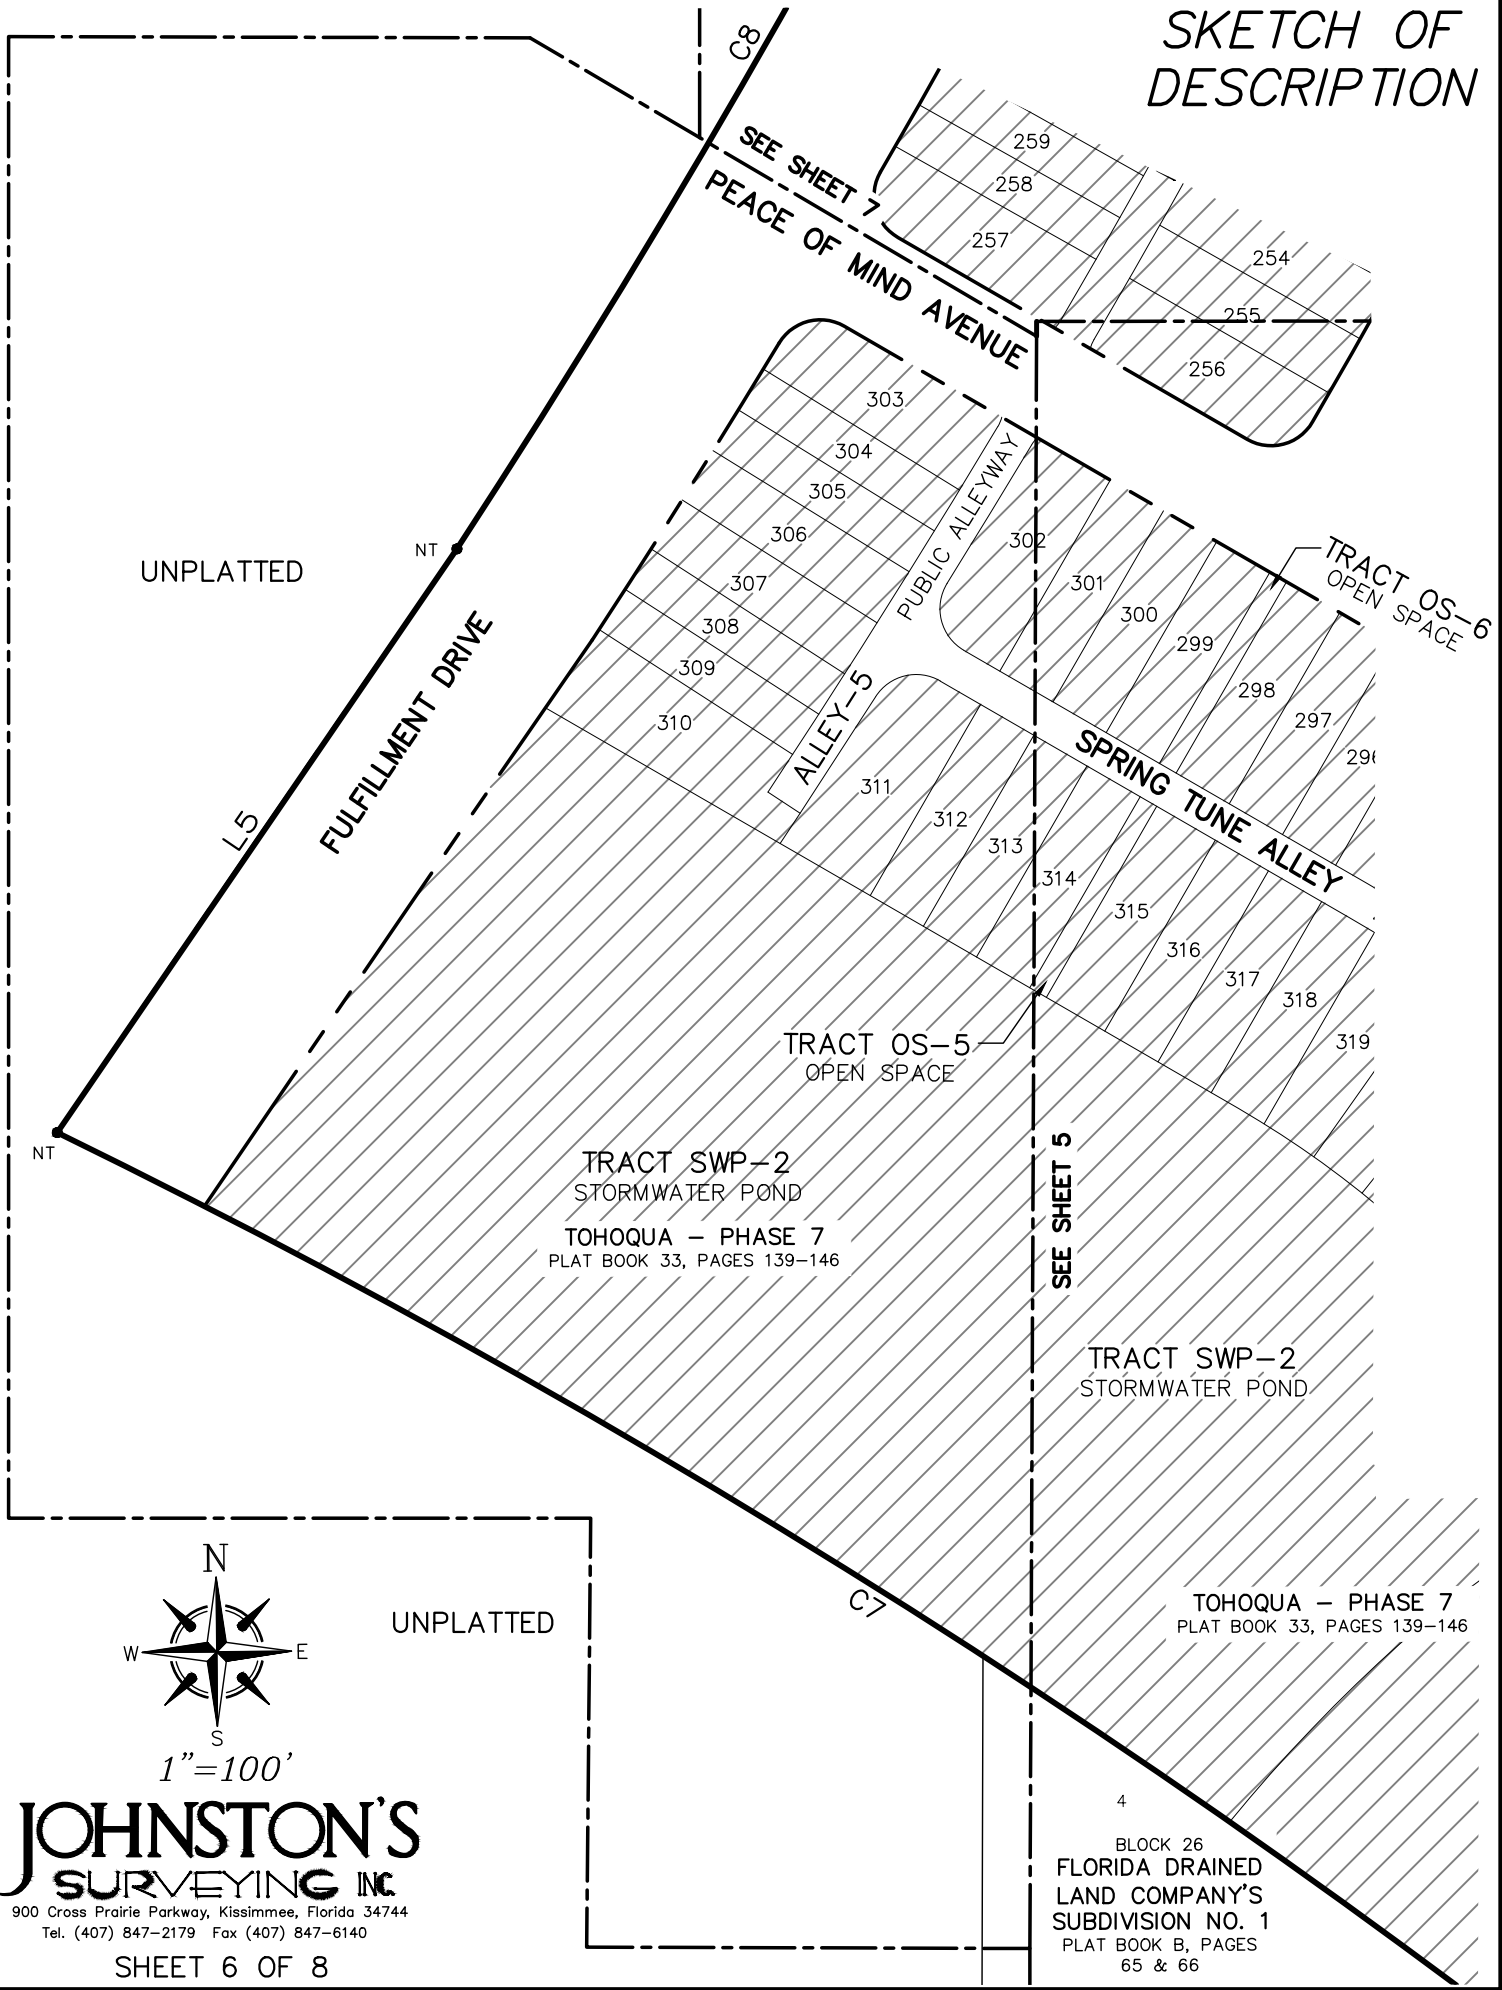 SKETCH OF
DESCRIPTION
C8
SEE SHEET 7
PEACE OF MIND AVENUE
259
258
257
254
255
256
303
304
305
306
307
308
309
310
PUBLIC ALLEYWAY
ALLEY-5
302
301
300
299
298
297
296
TRACT OS-6
OPEN SPACE
NT
UNPLATTED
FULFILLMENT DRIVE
L5
SPRING TUNE ALLEY
311
312
313
314
315
316
317
318
319
TRACT OS-5
OPEN SPACE
NT
SEE SHEET 5
TRACT SWP-2
STORMWATER POND
TOHOQUA - PHASE 7
PLAT BOOK 33, PAGES 139-146
TRACT SWP-2
STORMWATER POND
C7
TOHOQUA - PHASE 7
PLAT BOOK 33, PAGES 139-146
UNPLATTED
N
W
E
S
1"=100'
JOHNSTON'S
SURVEYING INC.
900 Cross Prairie Parkway, Kissimmee, Florida 34744
Tel. (407) 847-2179 Fax (407) 847-6140
SHEET 6 OF 8
4
BLOCK 26
FLORIDA DRAINED
LAND COMPANY'S
SUBDIVISION NO. 1
PLAT BOOK B, PAGES
65 & 66